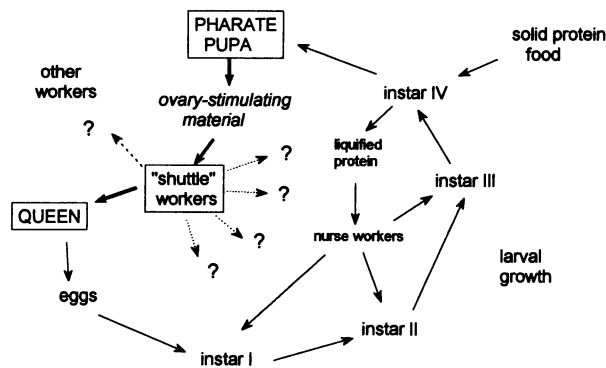 PHARATE
PUPA
solid protein
food
other
workers
instar IV
ovary-stimulating
material
?
liquified
protein
?
"shuttle"
workers
?
instar III
QUEEN
?
nurse workers
?
larval
growth
eggs
instar II
instar I